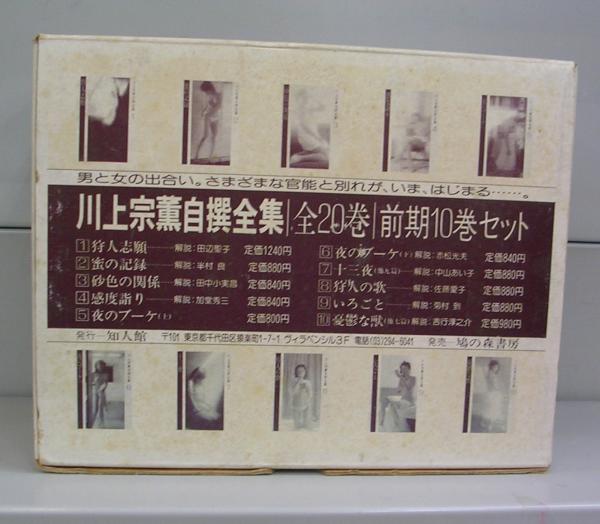 男と女の出合い。さまざまな官能と別れが、いま、はじまる……。
川上宗薫自撰全集 全20巻 前期10巻セット
1 狩人志願──解説:田辺聖子 定価1240円
2 蜜の記録──解説:半村 良 定価880円
3 砂色の関係──解説:田中小実昌 定価840円
4 感度詣り──解説:加堂秀三 定価840円
5 夜のブーケ(上) 定価800円
6 夜のブーケ(下) 解説:赤松光夫 定価840円
7 十三夜(他七篇) 解説:中山あい子 定価880円
8 狩人の歌──解説:佐藤愛子 定価880円
9 いろごと──解説:菊村 到 定価880円
10 憂鬱な獣(他七篇) 解説:吉行淳之介 定価980円
発行─知人館 〒101 東京都千代田区猿楽町1-7-1 ヴィラペンシル3F 電話(03)294-6041 発売─鳩の森書房